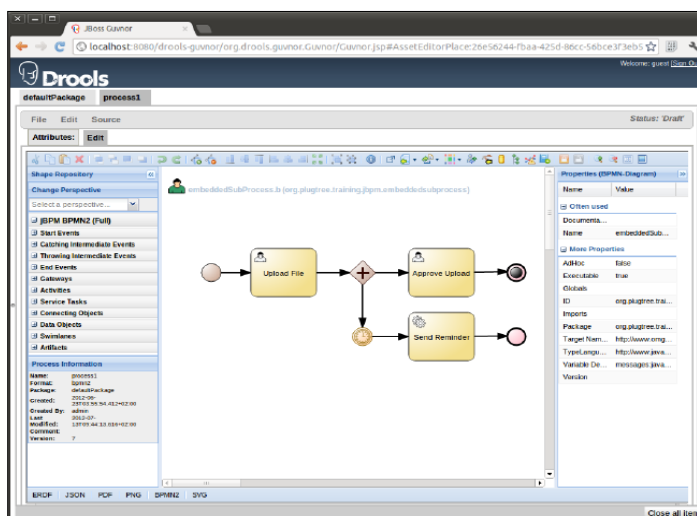 JBoss Guvnor
localhost:8080/drools-guvnor/org.drools.guvnor.Guvnor/Guvnor.jsp#AssetEditorPlace:26e56244-fbaa-425d-86cc-56bce3f3eb5
Welcome: guest [Sign Ou
Drools
defaultPackage process1
File Edit Source Status: 'Draft'
Attributes: Edit
Shape Repository
Change Perspective
Select a perspective...
jBPM BPMN2 (Full)
Start Events
Catching Intermediate Events
Throwing Intermediate Events
End Events
Gateways
Activities
Service Tasks
Connecting Objects
Data Objects
Swimlanes
Artifacts
Process Information
Name: process1
Format: bpmn2
Package: defaultPackage
Created:
Created By: admin
Last Modified:
Comment:
Version: 7
embeddedSubProcess.b (org.plugtree.training.jbpm.embeddedsubprocess)
Upload File
Approve Upload
Send Reminder
Properties (BPMN-Diagram)
Name Value
Often used
Documenta...
Name embeddedSub...
More Properties
AdHoc false
Executable true
Globals
ID org.plugtree.trai...
Imports
Package org.plugtree.trai...
Target Nam... http://www.omg...
TypeLangu... http://www.java...
Variable De... messages.java...
Version
ERDF JSON PDF PNG BPMN2 SVG
Close all item